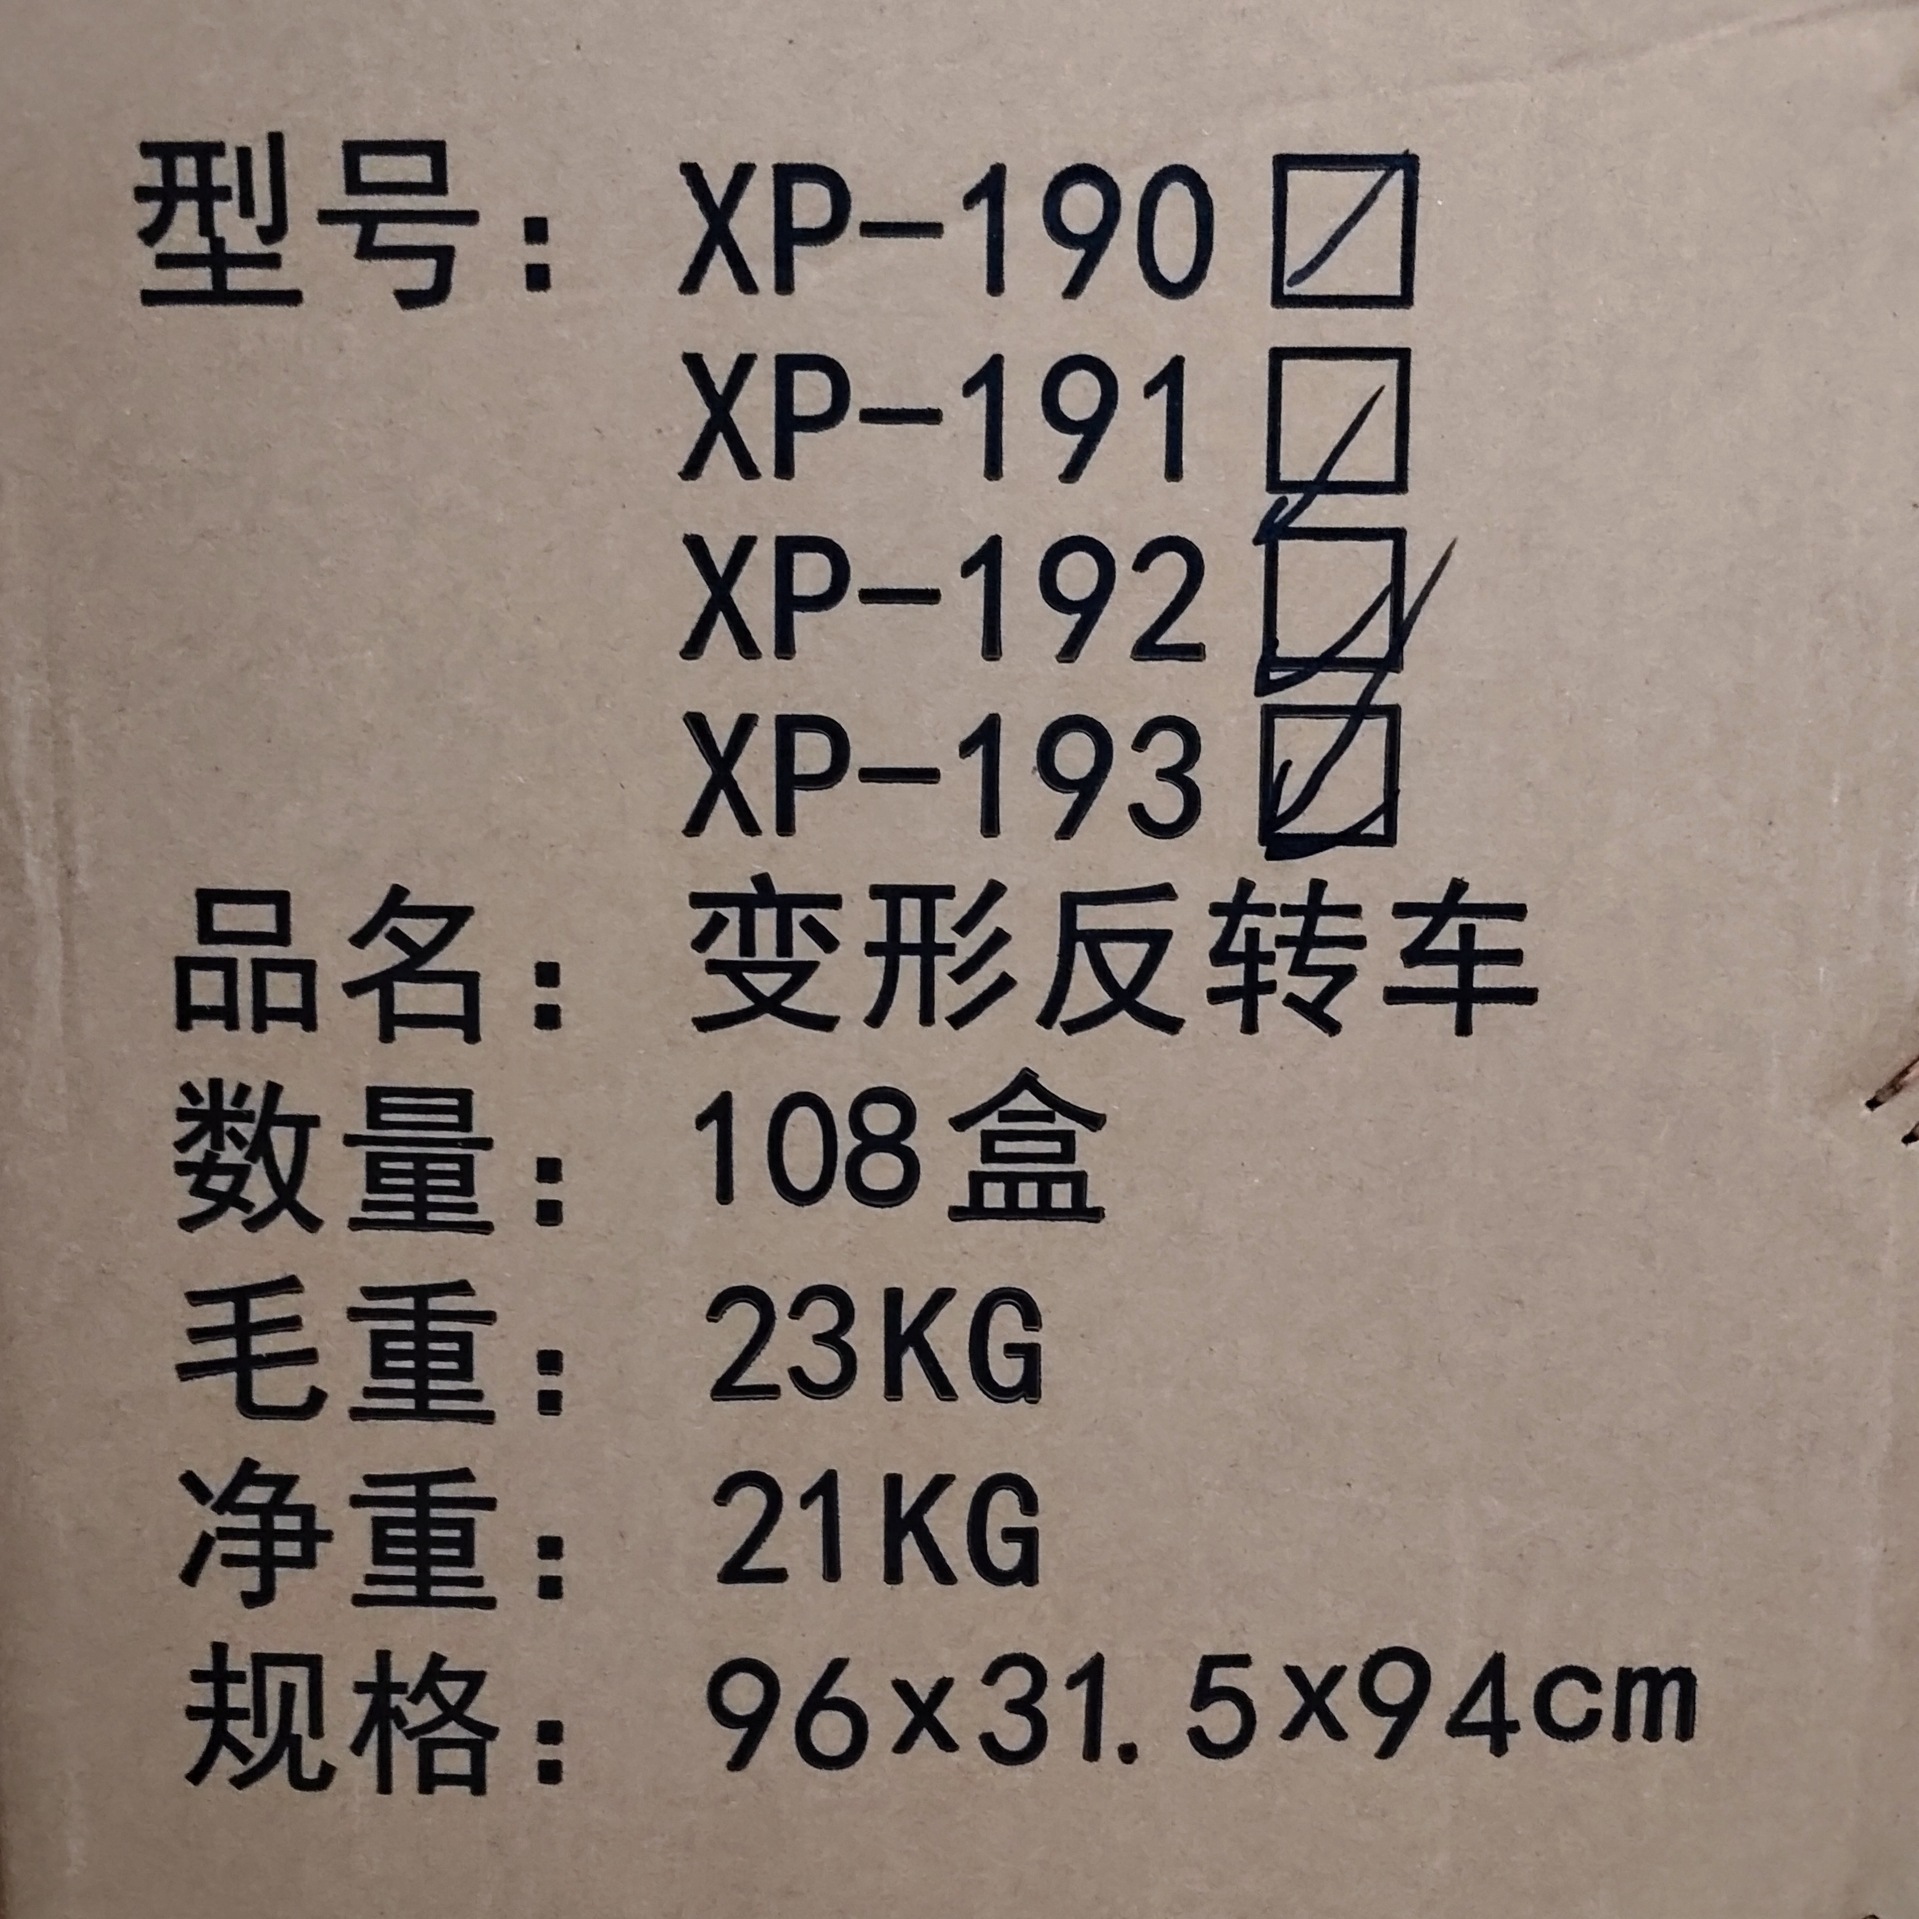 型号：XP-190
XP-191
XP-192
XP-193
品名：变形反转车
数量：108盒
毛重：23KG
净重：21KG
规格：96x31.5x94cm